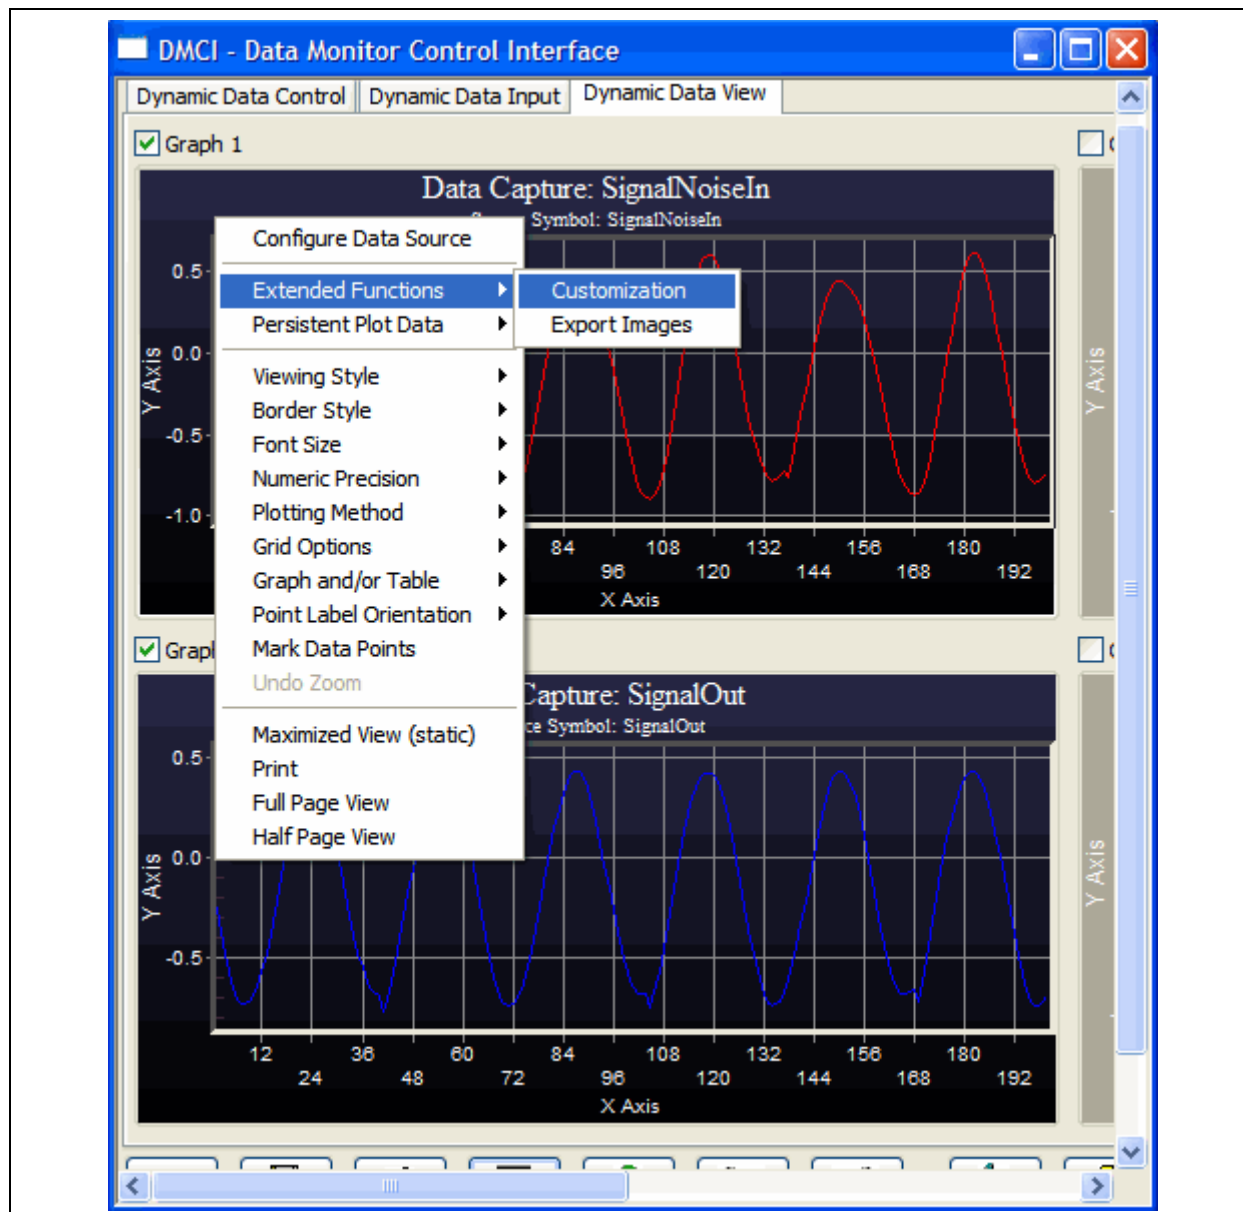 DMCI - Data Monitor Control Interface
Dynamic Data Control Dynamic Data Input Dynamic Data View
Graph 1
Data Capture: SignalNoiseIn
Symbol: SignalNoiseIn
Configure Data Source
Extended Functions
Persistent Plot Data
Viewing Style
Border Style
Font Size
Numeric Precision
Plotting Method
Grid Options
Graph and/or Table
Point Label Orientation
Mark Data Points
Undo Zoom
Maximized View (static)
Print
Full Page View
Half Page View
Customization
Export Images
0.5
0.0
-0.5
-1.0
Y Axis
84 108 132 156 180
96 120 144 168 192
X Axis
Y Axis
Grap
Capture: SignalOut
ce Symbol: SignalOut
0.5
0.0
-0.5
Y Axis
12 36 60 84 108 132 156 180
24 48 72 96 120 144 168 192
X Axis
Y Axis